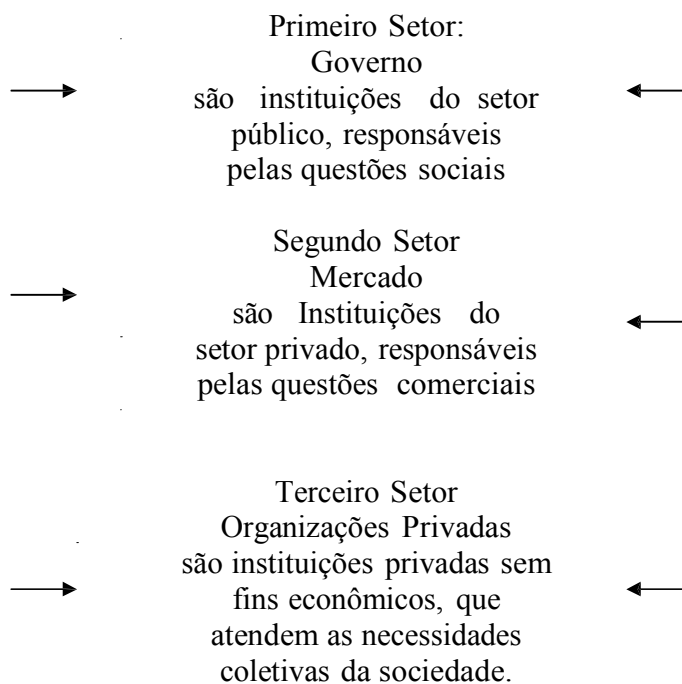 Primeiro Setor:
Governo
são instituições do setor
público, responsáveis
pelas questões sociais
Segundo Setor
Mercado
são Instituições do
setor privado, responsáveis
pelas questões comerciais
Terceiro Setor
Organizações Privadas
são instituições privadas sem
fins econômicos, que
atendem as necessidades
coletivas da sociedade.